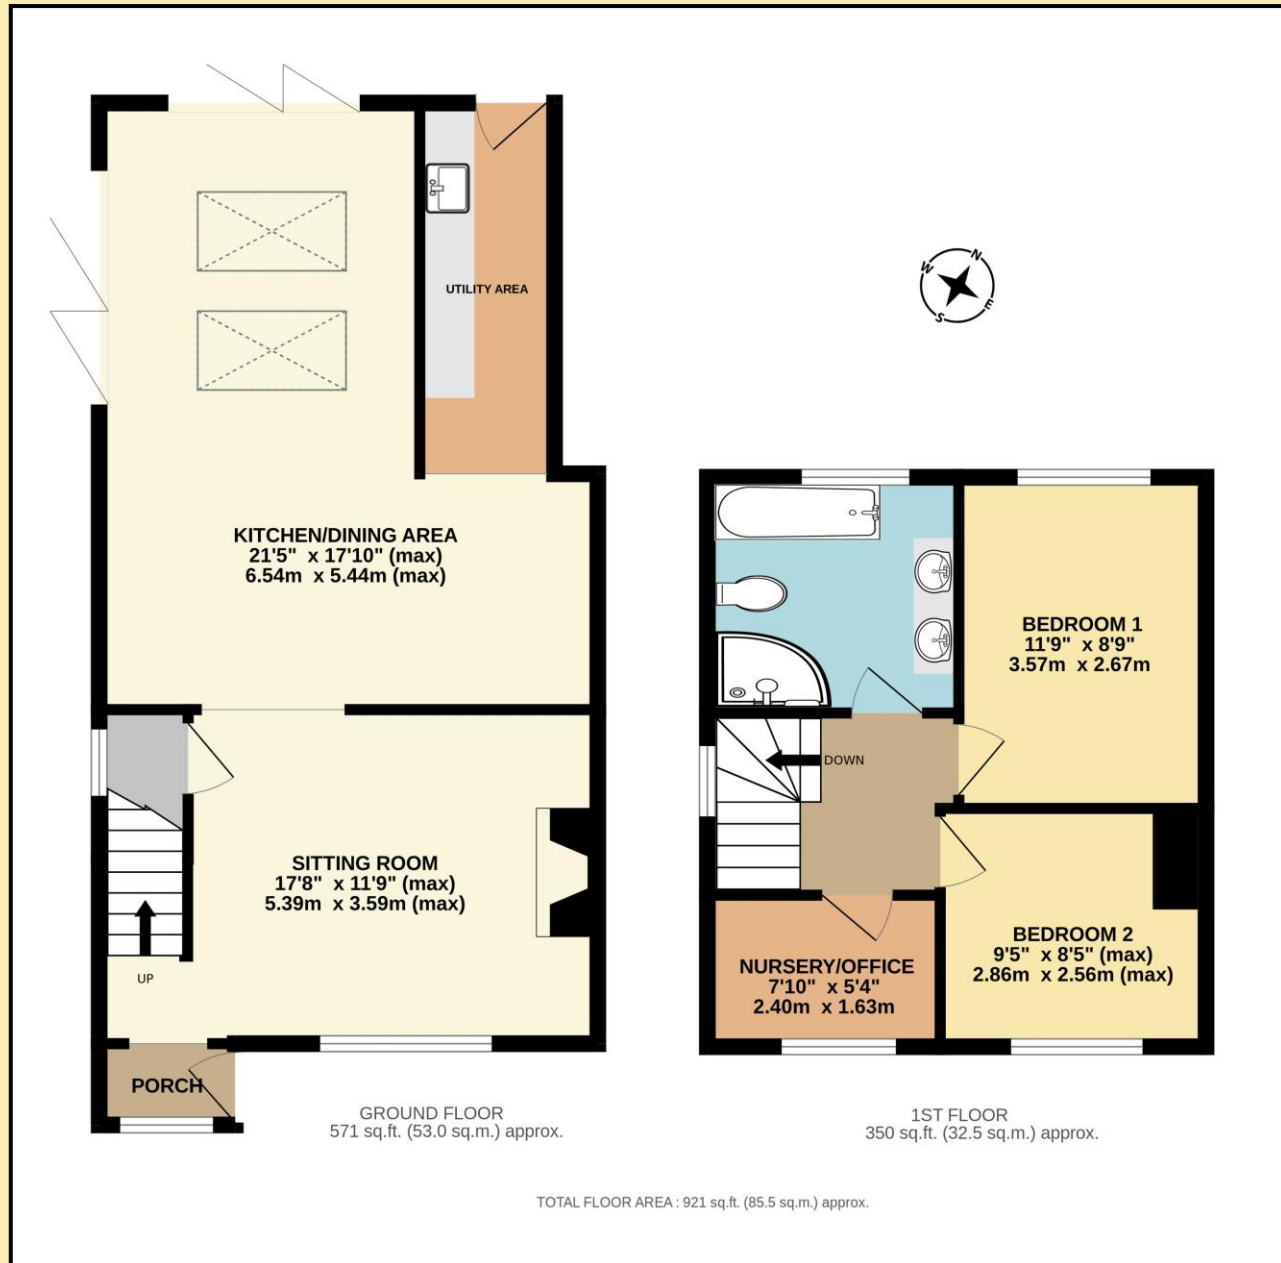 UTILITY AREA
N
W
E
S
KITCHEN/DINING AREA
21'5" x 17'10" (max)
6.54m x 5.44m (max)
BEDROOM 1
11'9" x 8'9"
3.57m x 2.67m
DOWN
SITTING ROOM
17'8" x 11'9" (max)
5.39m x 3.59m (max)
UP
BEDROOM 2
9'5" x 8'5" (max)
2.86m x 2.56m (max)
NURSERY/OFFICE
7'10" x 5'4"
2.40m x 1.63m
PORCH
GROUND FLOOR
571 sq.ft. (53.0 sq.m.) approx.
1ST FLOOR
350 sq.ft. (32.5 sq.m.) approx.
TOTAL FLOOR AREA : 921 sq.ft. (85.5 sq.m.) approx.